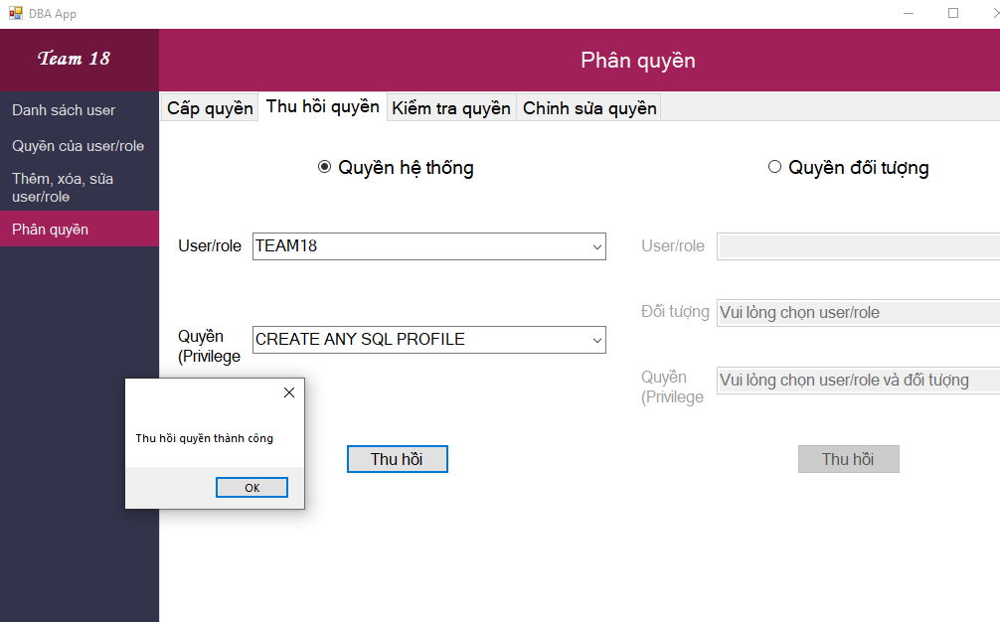 DBA App
Team 18
Phân quyền
Danh sách user
Quyền của user/role
Thêm, xóa, sửa
user/role
Phân quyền
Cấp quyền
Thu hồi quyền
Kiểm tra quyền
Chỉnh sửa quyền
Quyền hệ thống
Quyền đối tượng
User/role
TEAM18
User/role
Đối tượng
Vui lòng chọn user/role
Quyền
(Privilege
CREATE ANY SQL PROFILE
Quyền
(Privilege
Vui lòng chọn user/role và đối tượng
Thu hồi quyền thành công
OK
Thu hồi
Thu hồi